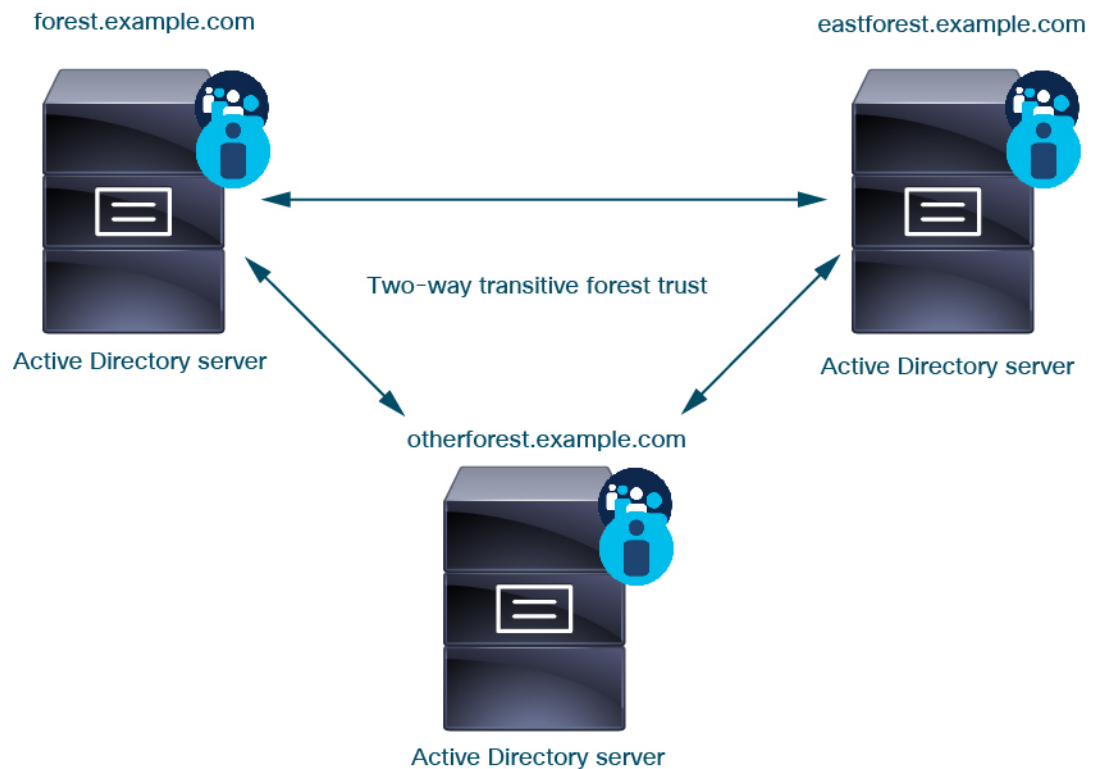 forest.example.com
eastforest.example.com
Two-way transitive forest trust
Active Directory server
Active Directory server
otherforest.example.com
Active Directory server